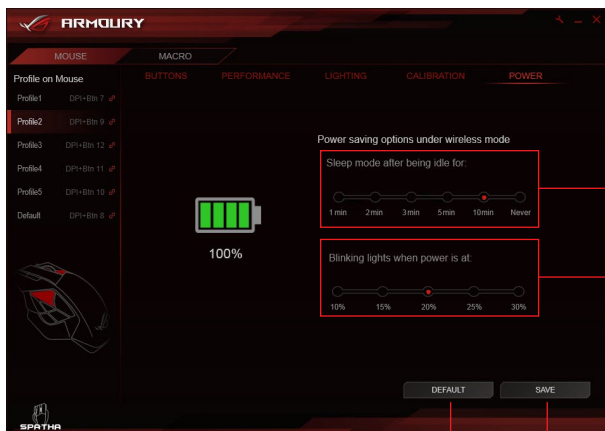 ARMOURY
MOUSE MACRO
Profile on Mouse
BUTTONS PERFORMANCE LIGHTING CALIBRATION POWER
Profile1 DPI+Btn 7
Profile2 DPI+Btn 9
Profile3 DPI+Btn 12
Profile4 DPI+Btn 11
Profile5 DPI+Btn 10
Default DPI+Btn 8
100%
Power saving options under wireless mode
Sleep mode after being idle for:
1 min 2 min 3 min 5min 10min Never
Blinking lights when power is at:
10% 15% 20% 25% 30%
DEFAULT SAVE
SPATHA